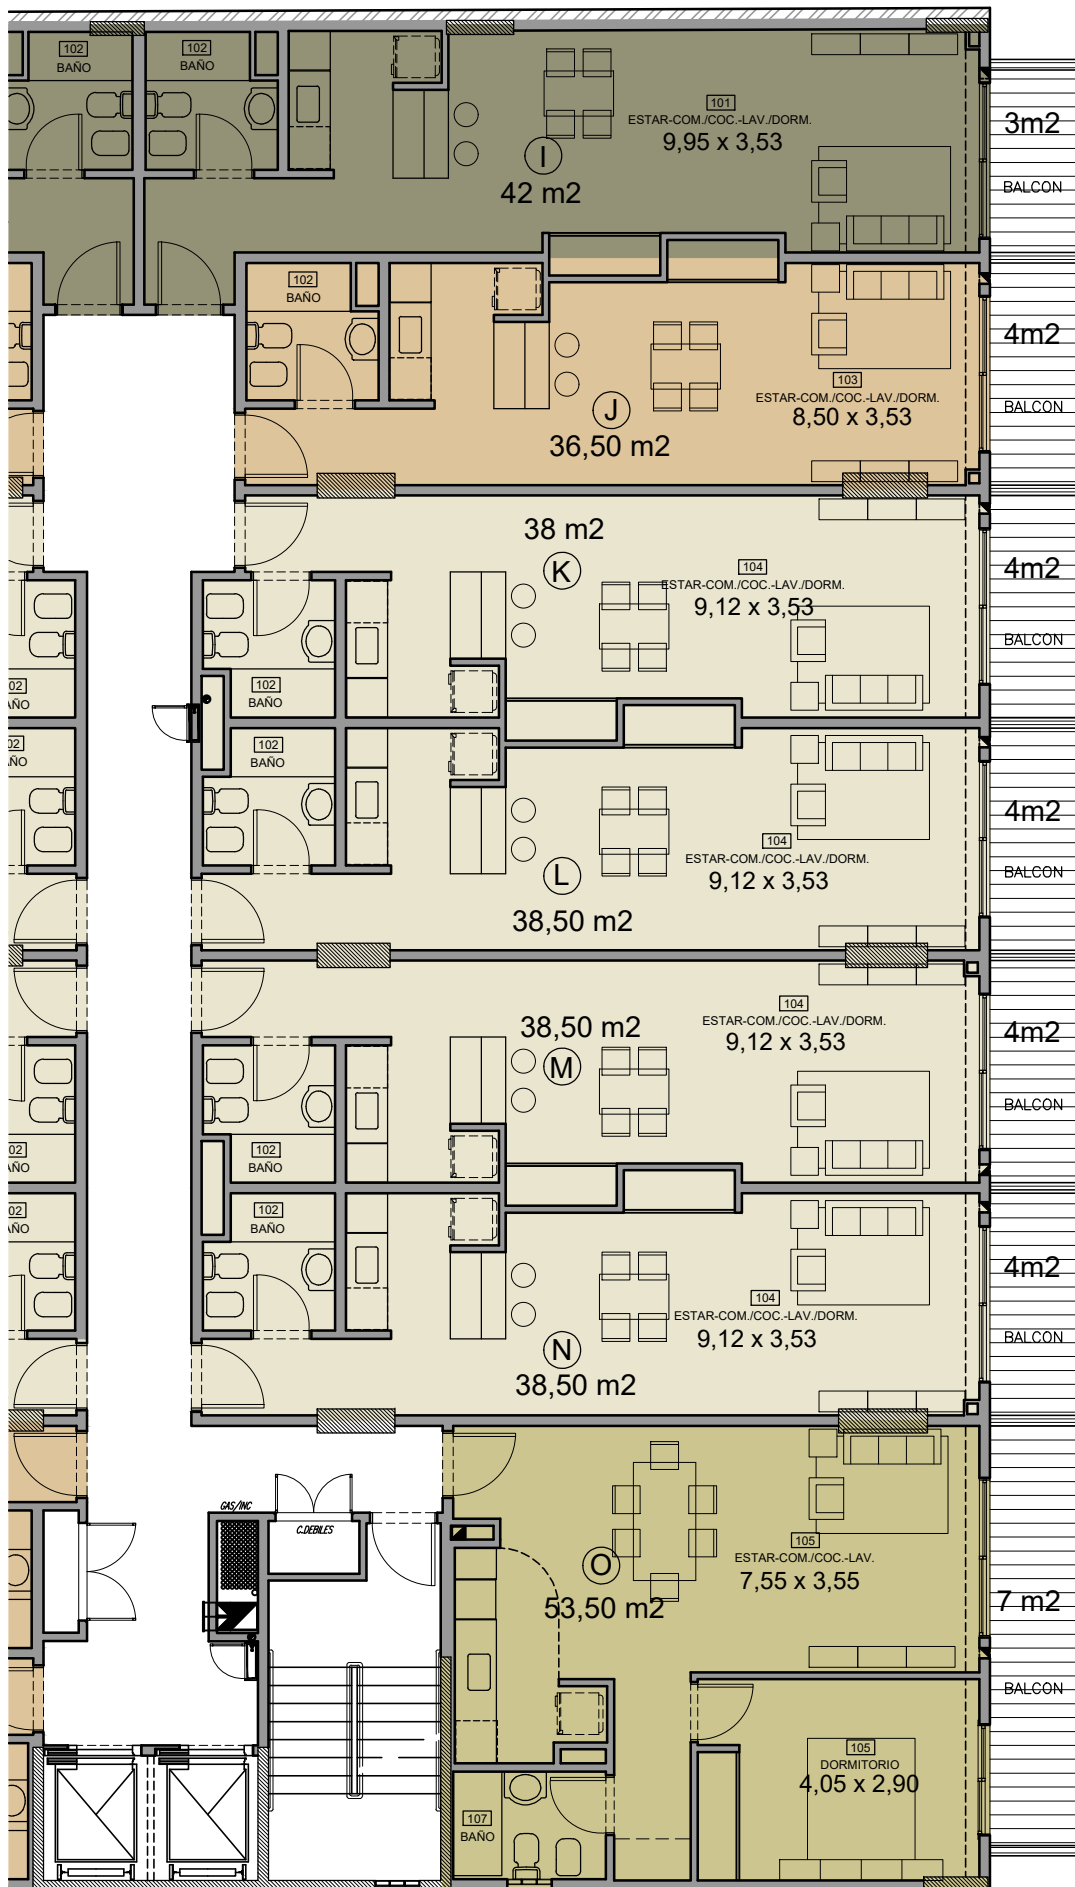 102
BAÑO
102
BAÑO
101
ESTAR-COM./COC.-LAV./DORM.
9,95 x 3,53
I
42 m2
3m2
BALCON
102
BAÑO
103
ESTAR-COM./COC.-LAV./DORM.
8,50 x 3,53
J
36,50 m2
4m2
BALCON
38 m2
K
104
ESTAR-COM./COC.-LAV./DORM.
9,12 x 3,53
4m2
BALCON
102
BAÑO
102
BAÑO
104
ESTAR-COM./COC.-LAV./DORM.
9,12 x 3,53
L
38,50 m2
4m2
BALCON
38,50 m2
M
104
ESTAR-COM./COC.-LAV./DORM.
9,12 x 3,53
4m2
BALCON
102
BAÑO
102
BAÑO
104
ESTAR-COM./COC.-LAV./DORM.
9,12 x 3,53
N
38,50 m2
4m2
BALCON
GAS/INC
C.DEBILES
O
53,50 m2
105
ESTAR-COM./COC.-LAV.
7,55 x 3,55
7 m2
BALCON
105
DORMITORIO
4,05 x 2,90
107
BAÑO